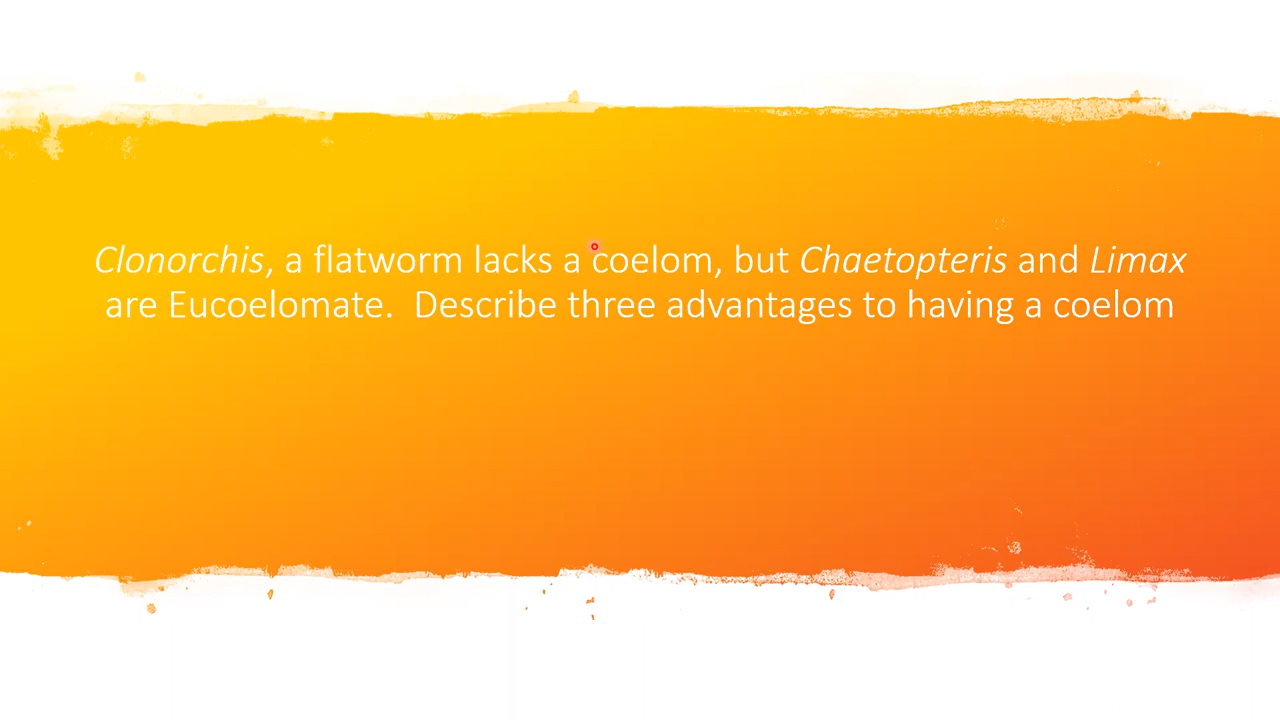 Clonorchis, a flatworm lacks a coelom, but Chaetopteris and Limax
are Eucoelomate.  Describe three advantages to having a coelom